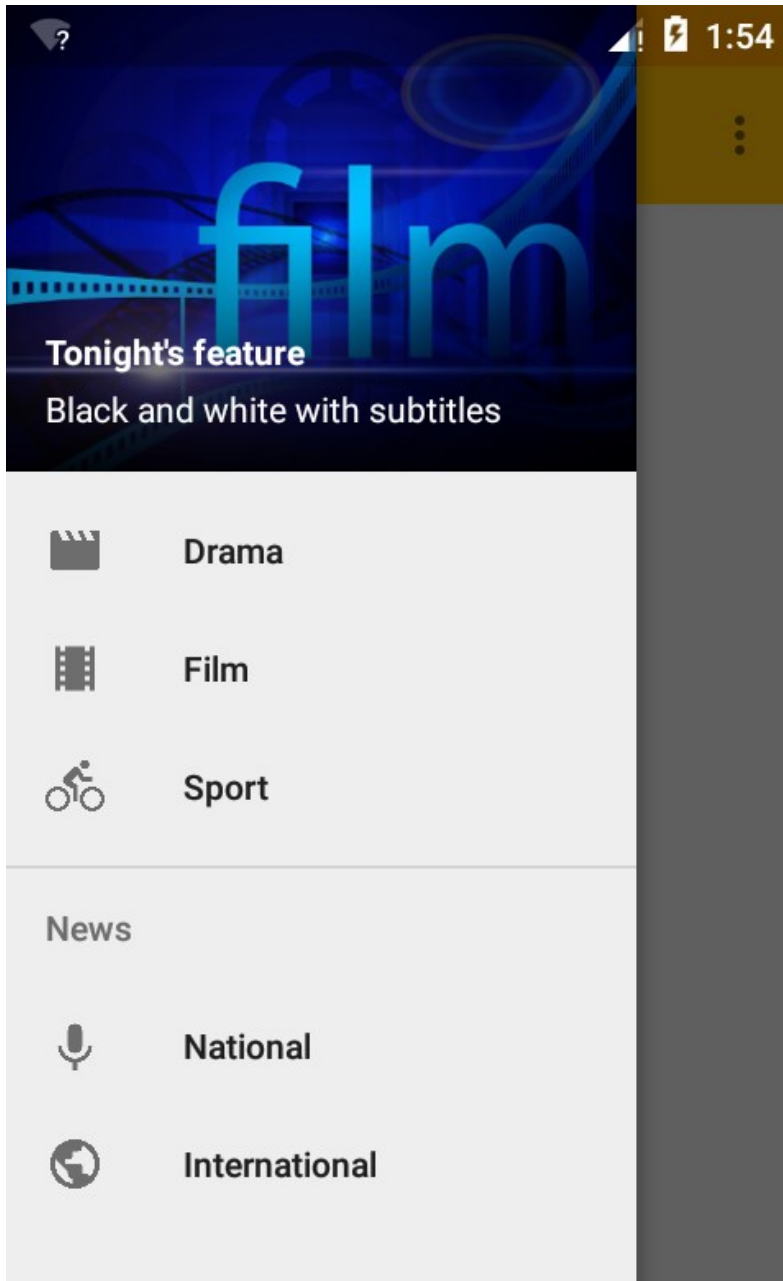 ?
! 1:54
film
Tonight's feature
Black and white with subtitles
Drama
Film
Sport
News
National
International